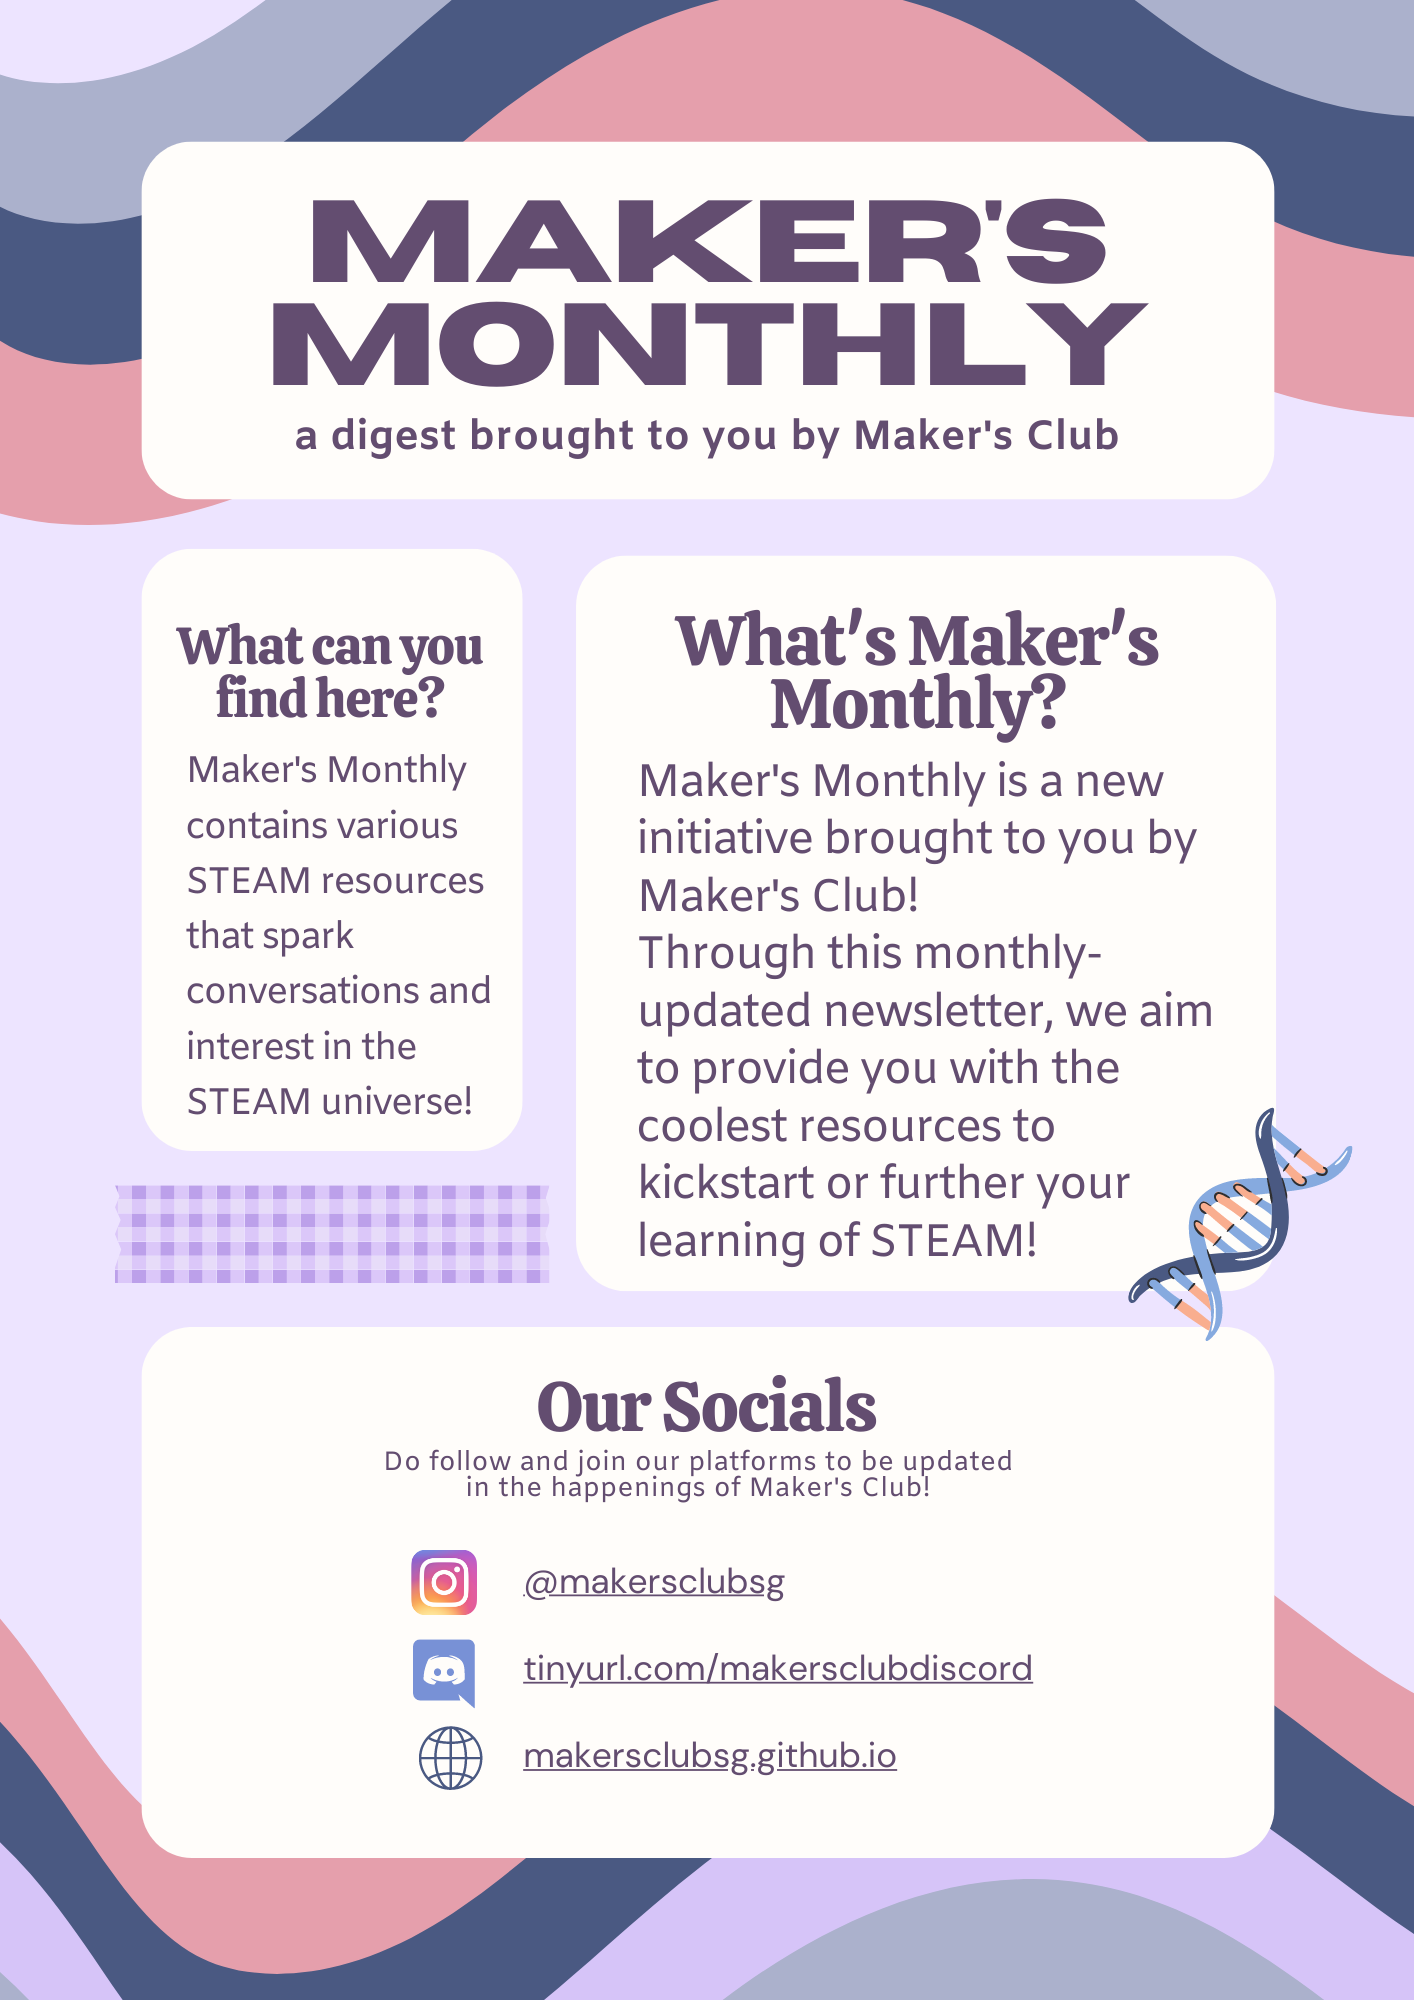 MAKER'S
MONTHLY
a digest brought to you by Maker's Club
What can you
find here?
Maker's Monthly
contains various
STEAM resources
that spark
conversations and
interest in the
STEAM universe!
What's Maker's
Monthly?
Maker's Monthly is a new
initiative brought to you by
Maker's Club!
Through this monthly-
updated newsletter, we aim
to provide you with the
coolest resources to
kickstart or further your
learning of STEAM!
Our Socials
Do follow and join our platforms to be updated
in the happenings of Maker's Club!
@makersclubsg
tinyurl.com/makersclubdiscord
makersclubsg.github.io